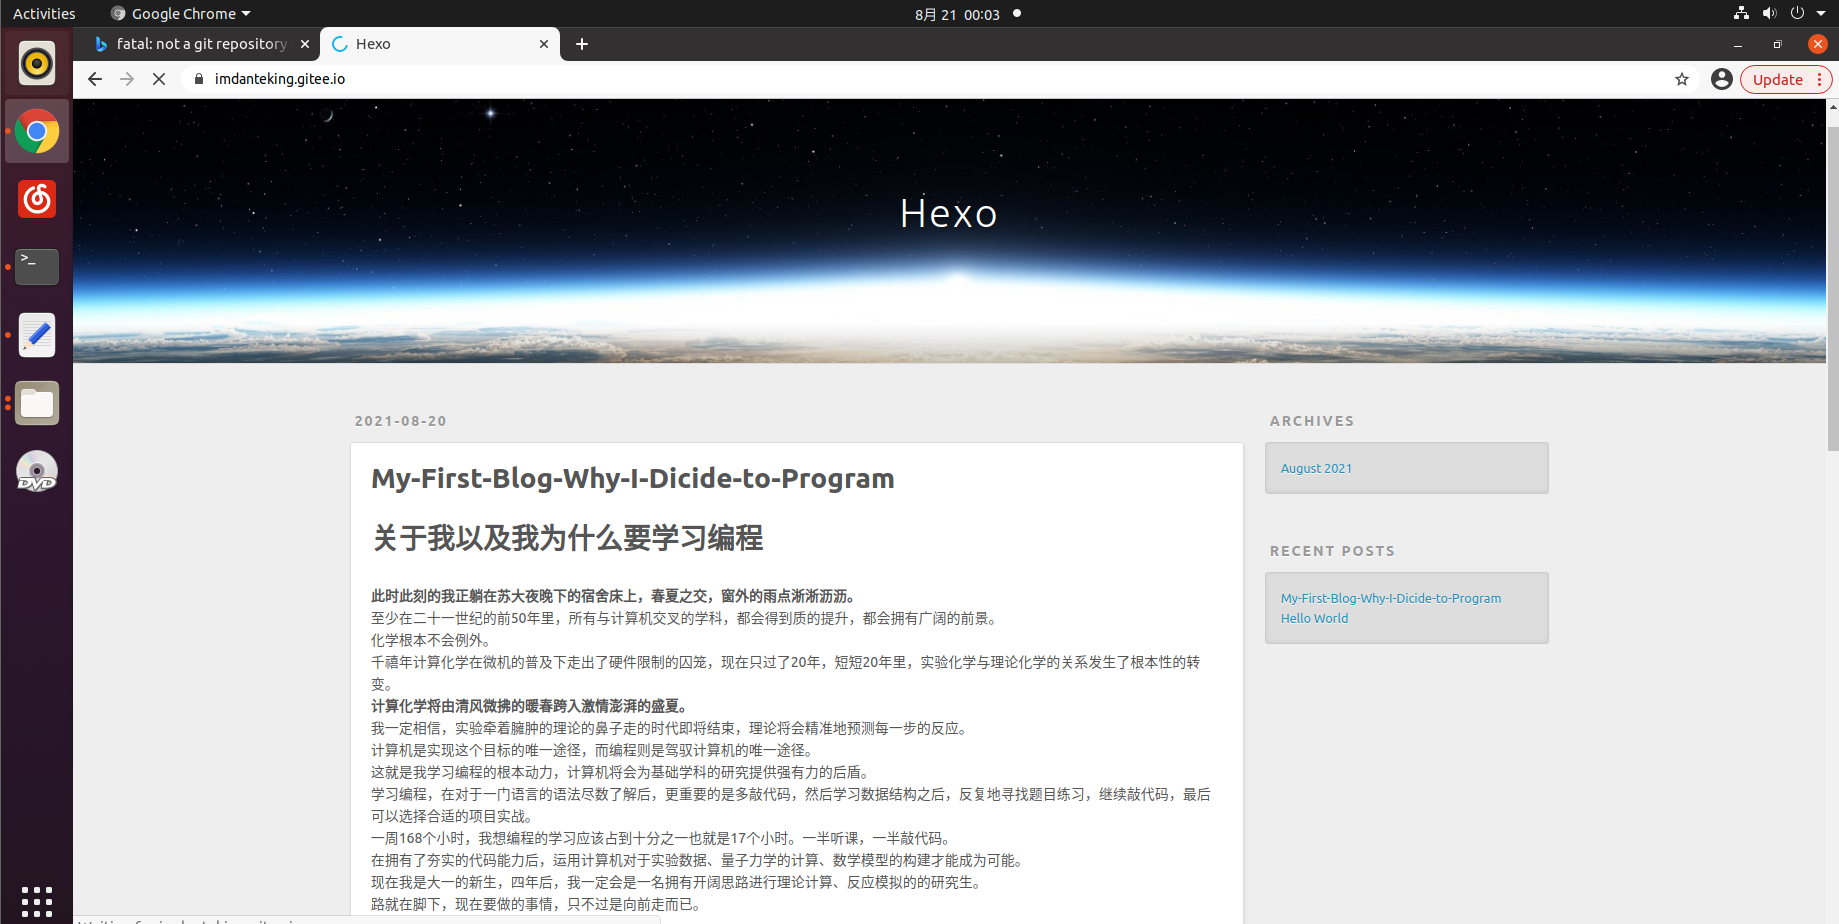 Activities
Google Chrome
8月 21 00:03
fatal: not a git repository
Hexo
imdanteking.gitee.io
Update
Hexo
2021-08-20
My-First-Blog-Why-I-Dicide-to-Program
关于我以及我为什么要学习编程
此时此刻的我正躺在苏大夜晚下的宿舍床上，春夏之交，窗外的雨点淅淅沥沥。
至少在二十一世纪的前50年里，所有与计算机交叉的学科，都会得到质的提升，都会拥有广阔的前景。
化学根本不会例外。
千禧年计算化学在微机的普及下走出了硬件限制的囚笼，现在只过了20年，短短20年里，实验化学与理论化学的关系发生了根本性的转
变。
计算化学将由清风微拂的暖春跨入激情澎湃的盛夏。
我一定相信，实验牵着臃肿的理论的鼻子走的时代即将结束，理论将会精准地预测每一步的反应。
计算机是实现这个目标的唯一途径，而编程则是驾驭计算机的唯一途径。
这就是我学习编程的根本动力，计算机将会为基础学科的研究提供强有力的后盾。
学习编程，在对于一门语言的语法尽数了解后，更重要的是多敲代码，然后学习数据结构之后，反复地寻找题目练习，继续敲代码，最后
可以选择合适的项目实战。
一周168个小时，我想编程的学习应该占到十分之一也就是17个小时。一半听课，一半敲代码。
在拥有了夯实的代码能力后，运用计算机对于实验数据、量子力学的计算、数学模型的构建才能成为可能。
现在我是大一的新生，四年后，我一定会是一名拥有开阔思路进行理论计算、反应模拟的的研究生。
路就在脚下，现在要做的事情，只不过是向前走而已。
ARCHIVES
August 2021
RECENT POSTS
My-First-Blog-Why-I-Dicide-to-Program
Hello World
DVD